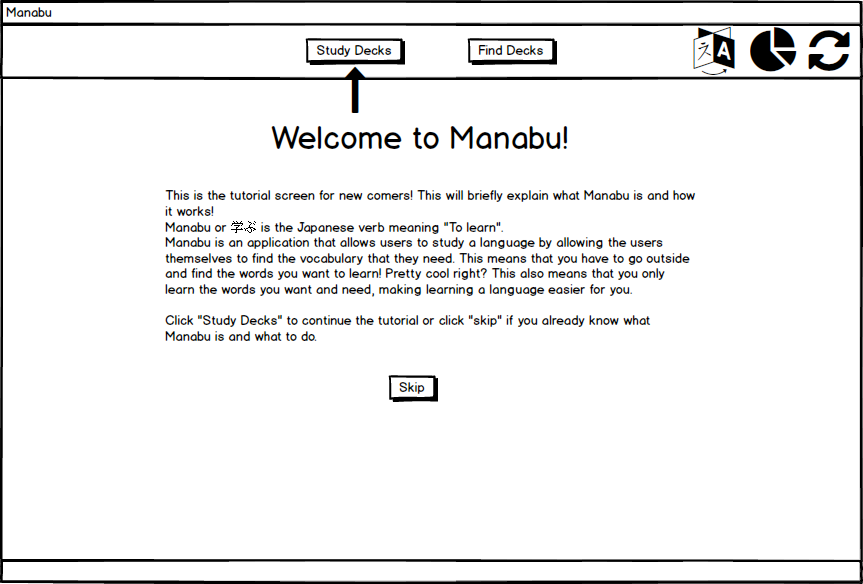 Manabu
Study Decks
Find Decks
Welcome to Manabu!
This is the tutorial screen for new comers! This will briefly explain what Manabu is and how
it works!
Manabu or 学ぶ is the Japanese verb meaning "To learn".
Manabu is an application that allows users to study a language by allowing the users
themselves to find the vocabulary that they need. This means that you have to go outside
and find the words you want to learn! Pretty cool right? This also means that you only
learn the words you want and need, making learning a language easier for you.
Click "Study Decks" to continue the tutorial or click "skip" if you already know what
Manabu is and what to do.
Skip